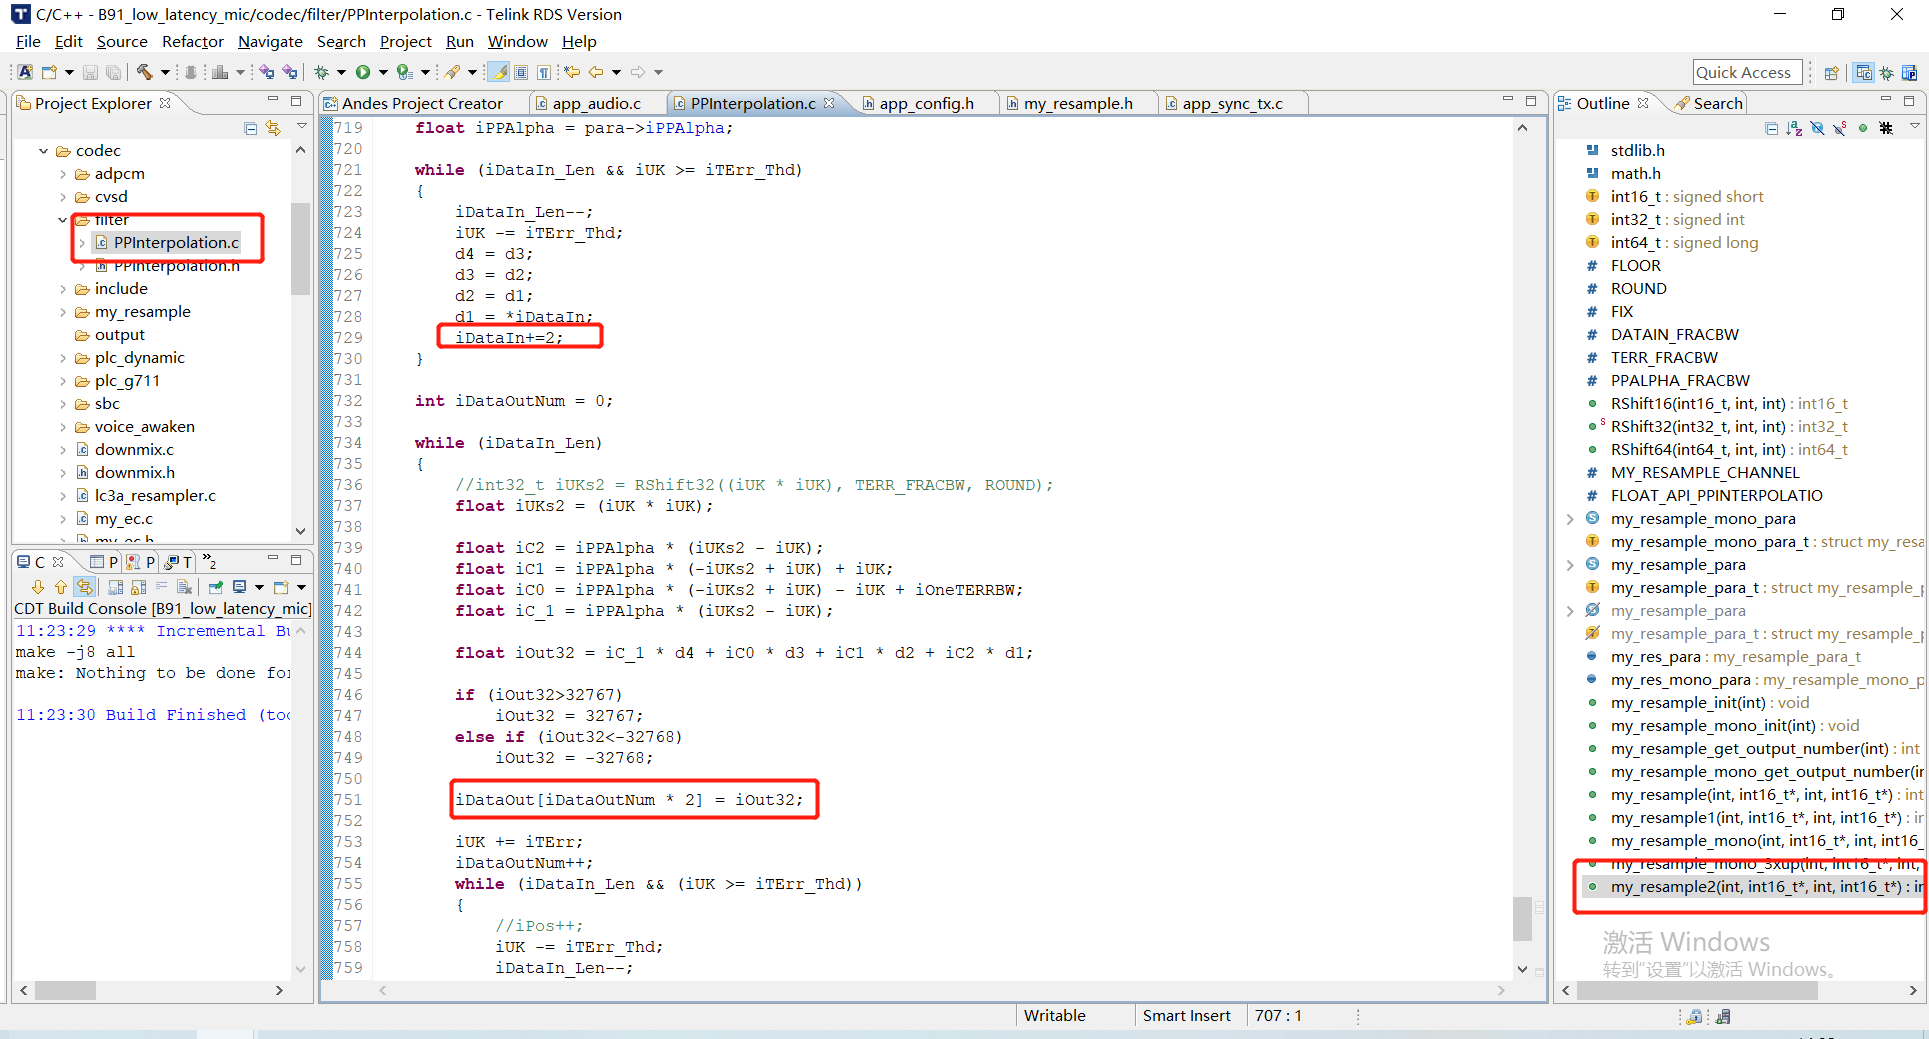 C/C++ - B91_low_latency_mic/codec/filter/PPInterpolation.c - Telink RDS Version
File Edit Source Refactor Navigate Search Project Run Window Help
Quick Access
Project Explorer
Andes Project Creator app_audio.c PPInterpolation.c app_config.h my_resample.h app_sync_tx.c
Outline Search
codec
adpcm
cvsd
filter
PPInterpolation.c
PPInterpolation.h
include
my_resample
output
plc_dynamic
plc_g711
sbc
voice_awaken
downmix.c
downmix.h
lc3a_resampler.c
my_ec.c
my_ec.h
C P P T »2
CDT Build Console [B91_low_latency_mic]
11:23:29 **** Incremental Bu
make -j8 all
make: Nothing to be done for
11:23:30 Build Finished (too
719 float iPPAlpha = para->iPPAlpha;
720
721 while (iDataIn_Len && iUK >= iTErr_Thd)
722 {
723 iDataIn_Len--;
724 iUK -= iTErr_Thd;
725 d4 = d3;
726 d3 = d2;
727 d2 = d1;
728 d1 = *iDataIn;
729 iDataIn+=2;
730 }
731
732 int iDataOutNum = 0;
733
734 while (iDataIn_Len)
735 {
736 //int32_t iUKs2 = RShift32((iUK * iUK), TERR_FRACBW, ROUND);
737 float iUKs2 = (iUK * iUK);
738
739 float iC2 = iPPAlpha * (iUKs2 - iUK);
740 float iC1 = iPPAlpha * (-iUKs2 + iUK) + iUK;
741 float iC0 = iPPAlpha * (-iUKs2 + iUK) - iUK + iOneTERRBW;
742 float iC_1 = iPPAlpha * (iUKs2 - iUK);
743
744 float iOut32 = iC_1 * d4 + iC0 * d3 + iC1 * d2 + iC2 * d1;
745
746 if (iOut32>32767)
747 iOut32 = 32767;
748 else if (iOut32<-32768)
749 iOut32 = -32768;
750
751 iDataOut[iDataOutNum * 2] = iOut32;
752
753 iUK += iTErr;
754 iDataOutNum++;
755 while (iDataIn_Len && (iUK >= iTErr_Thd))
756 {
757 //iPos++;
758 iUK -= iTErr_Thd;
759 iDataIn_Len--;
stdlib.h
math.h
int16_t : signed short
int32_t : signed int
int64_t : signed long
FLOOR
ROUND
FIX
DATAIN_FRACBW
TERR_FRACBW
PPALPHA_FRACBW
RShift16(int16_t, int, int) : int16_t
RShift32(int32_t, int, int) : int32_t
RShift64(int64_t, int, int) : int64_t
MY_RESAMPLE_CHANNEL
FLOAT_API_PPINTERPOLATIO
my_resample_mono_para
my_resample_mono_para_t : struct my_resa
my_resample_para
my_resample_para_t : struct my_resample_p
my_resample_para
my_resample_para_t : struct my_resample_p
my_res_para : my_resample_para_t
my_res_mono_para : my_resample_mono_p
my_resample_init(int) : void
my_resample_mono_init(int) : void
my_resample_get_output_number(int) : int
my_resample_mono_get_output_number(in
my_resample(int, int16_t*, int, int16_t*) : int
my_resample1(int, int16_t*, int, int16_t*) : in
my_resample_mono(int, int16_t*, int, int16_
my_resample_mono_3xup(int, int16_t*, int,
my_resample2(int, int16_t*, int, int16_t*) : in
激活 Windows
转到"设置"以激活 Windows。
Writable Smart Insert 707 : 1